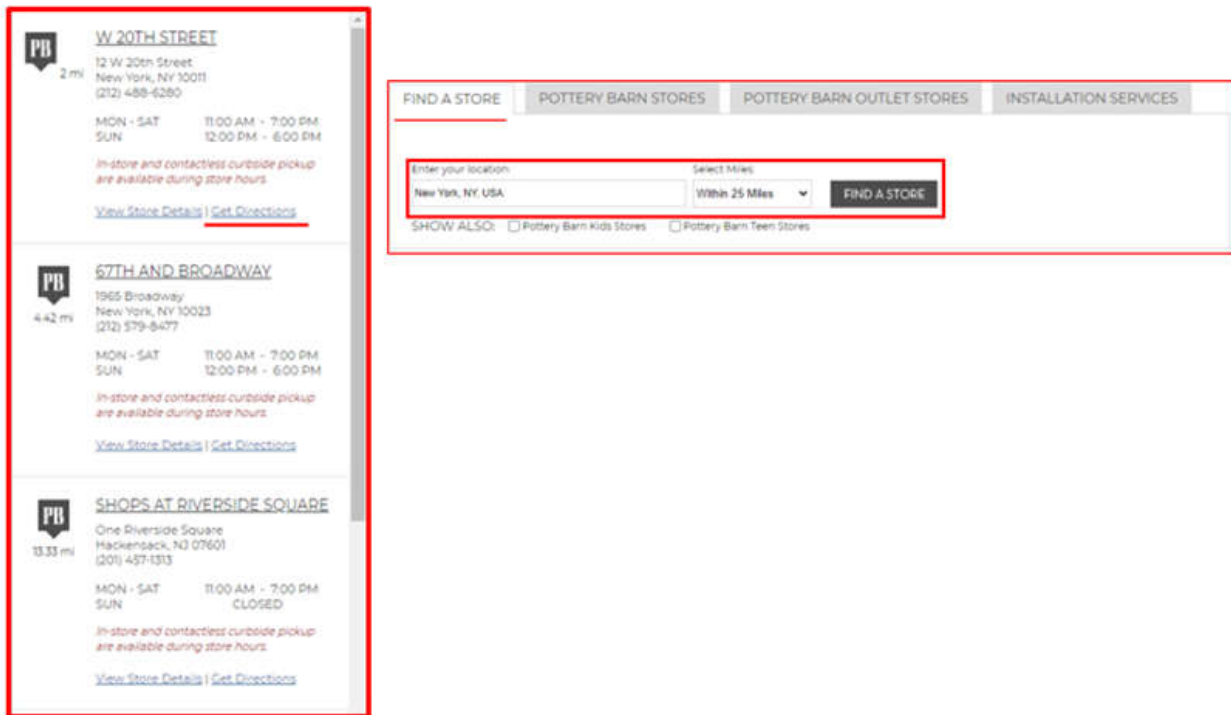 PB
2 mi
W 20TH STREET
12 W 20th Street
New York, NY 10011
(212) 488-6280
MON - SAT 11:00 AM - 7:00 PM
SUN 12:00 PM - 6:00 PM
In-store and contactless curbside pickup
are available during store hours.
View Store Details | Get Directions
PB
4.42 mi
67TH AND BROADWAY
1965 Broadway
New York, NY 10023
(212) 579-8477
MON - SAT 11:00 AM - 7:00 PM
SUN 12:00 PM - 6:00 PM
In-store and contactless curbside pickup
are available during store hours.
View Store Details | Get Directions
PB
13.33 mi
SHOPS AT RIVERSIDE SQUARE
One Riverside Square
Hackensack, NJ 07601
(201) 457-1313
MON - SAT 11:00 AM - 7:00 PM
SUN CLOSED
In-store and contactless curbside pickup
are available during store hours.
View Store Details | Get Directions
FIND A STORE POTTERY BARN STORES POTTERY BARN OUTLET STORES INSTALLATION SERVICES
Enter your location Select Miles
New York, NY, USA Within 25 Miles FIND A STORE
SHOW ALSO: Pottery Barn Kids Stores Pottery Barn Teen Stores